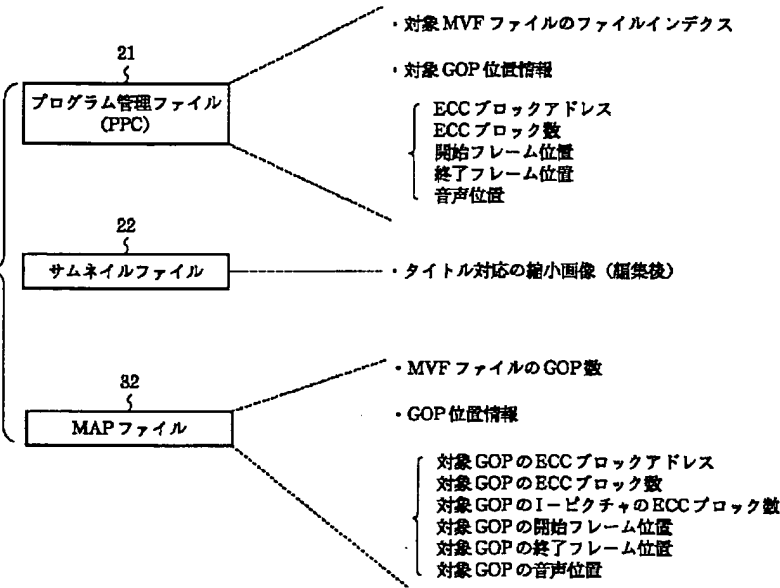 21
プログラム管理ファイル
(PPC)
・対象MVFファイルのファイルインデクス
・対象GOP位置情報
ECCブロックアドレス
ECCブロック数
開始フレーム位置
終了フレーム位置
音声位置
22
サムネイルファイル
・タイトル対応の縮小画像（編集後）
32
MAPファイル
・MVFファイルのGOP数
・GOP位置情報
対象GOPのECCブロックアドレス
対象GOPのECCブロック数
対象GOPのI－ピクチャのECCブロック数
対象GOPの開始フレーム位置
対象GOPの終了フレーム位置
対象GOPの音声位置